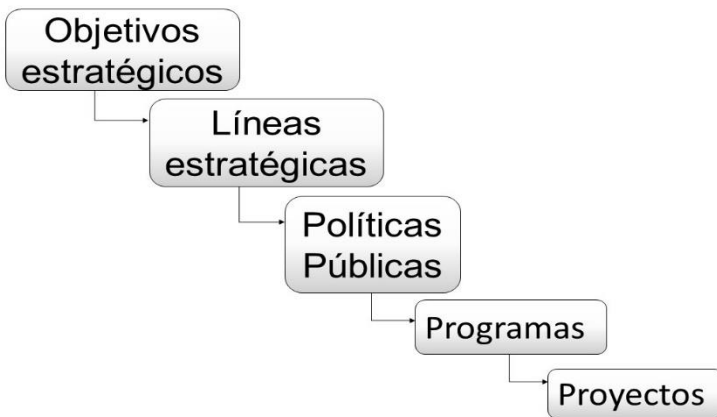 Objetivos
estratégicos
Líneas
estratégicas
Políticas
Públicas
Programas
Proyectos